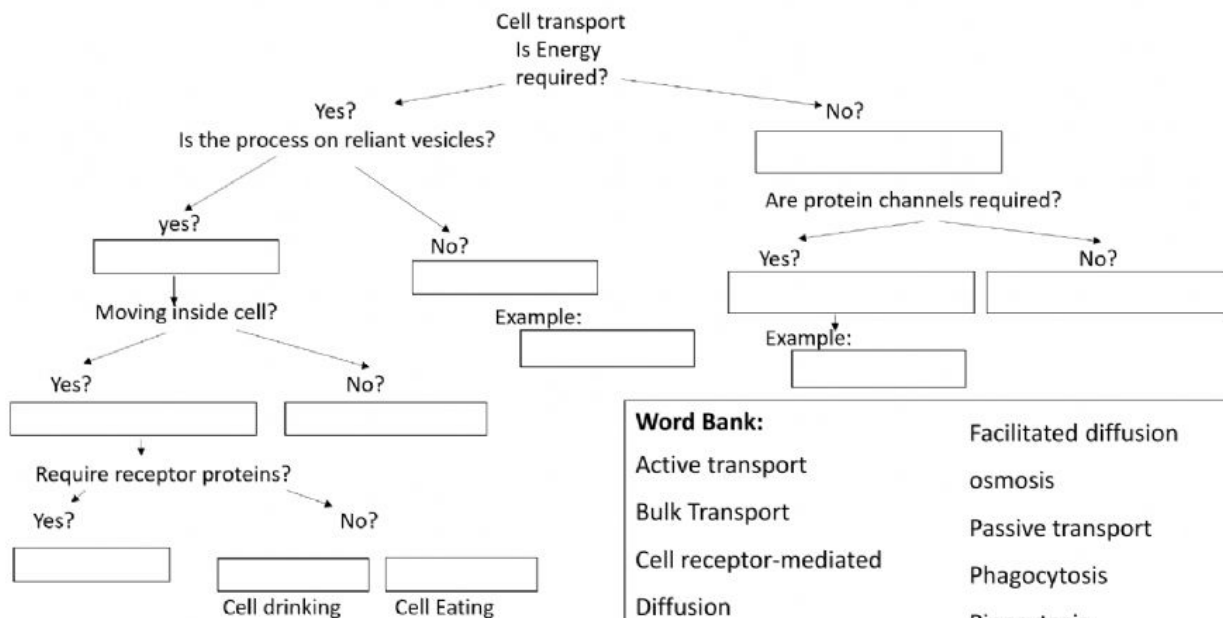 Cell transport
Is Energy
required?
Yes?
Is the process on reliant vesicles?
No?
Are protein channels required?
yes?
No?
Yes?
No?
Moving inside cell?
Example:
Example:
Yes?
No?
Require receptor proteins?
Yes?
No?
Cell drinking
Cell Eating
Word Bank:
Active transport
Bulk Transport
Cell receptor-mediated
Diffusion
Facilitated diffusion
osmosis
Passive transport
Phagocytosis